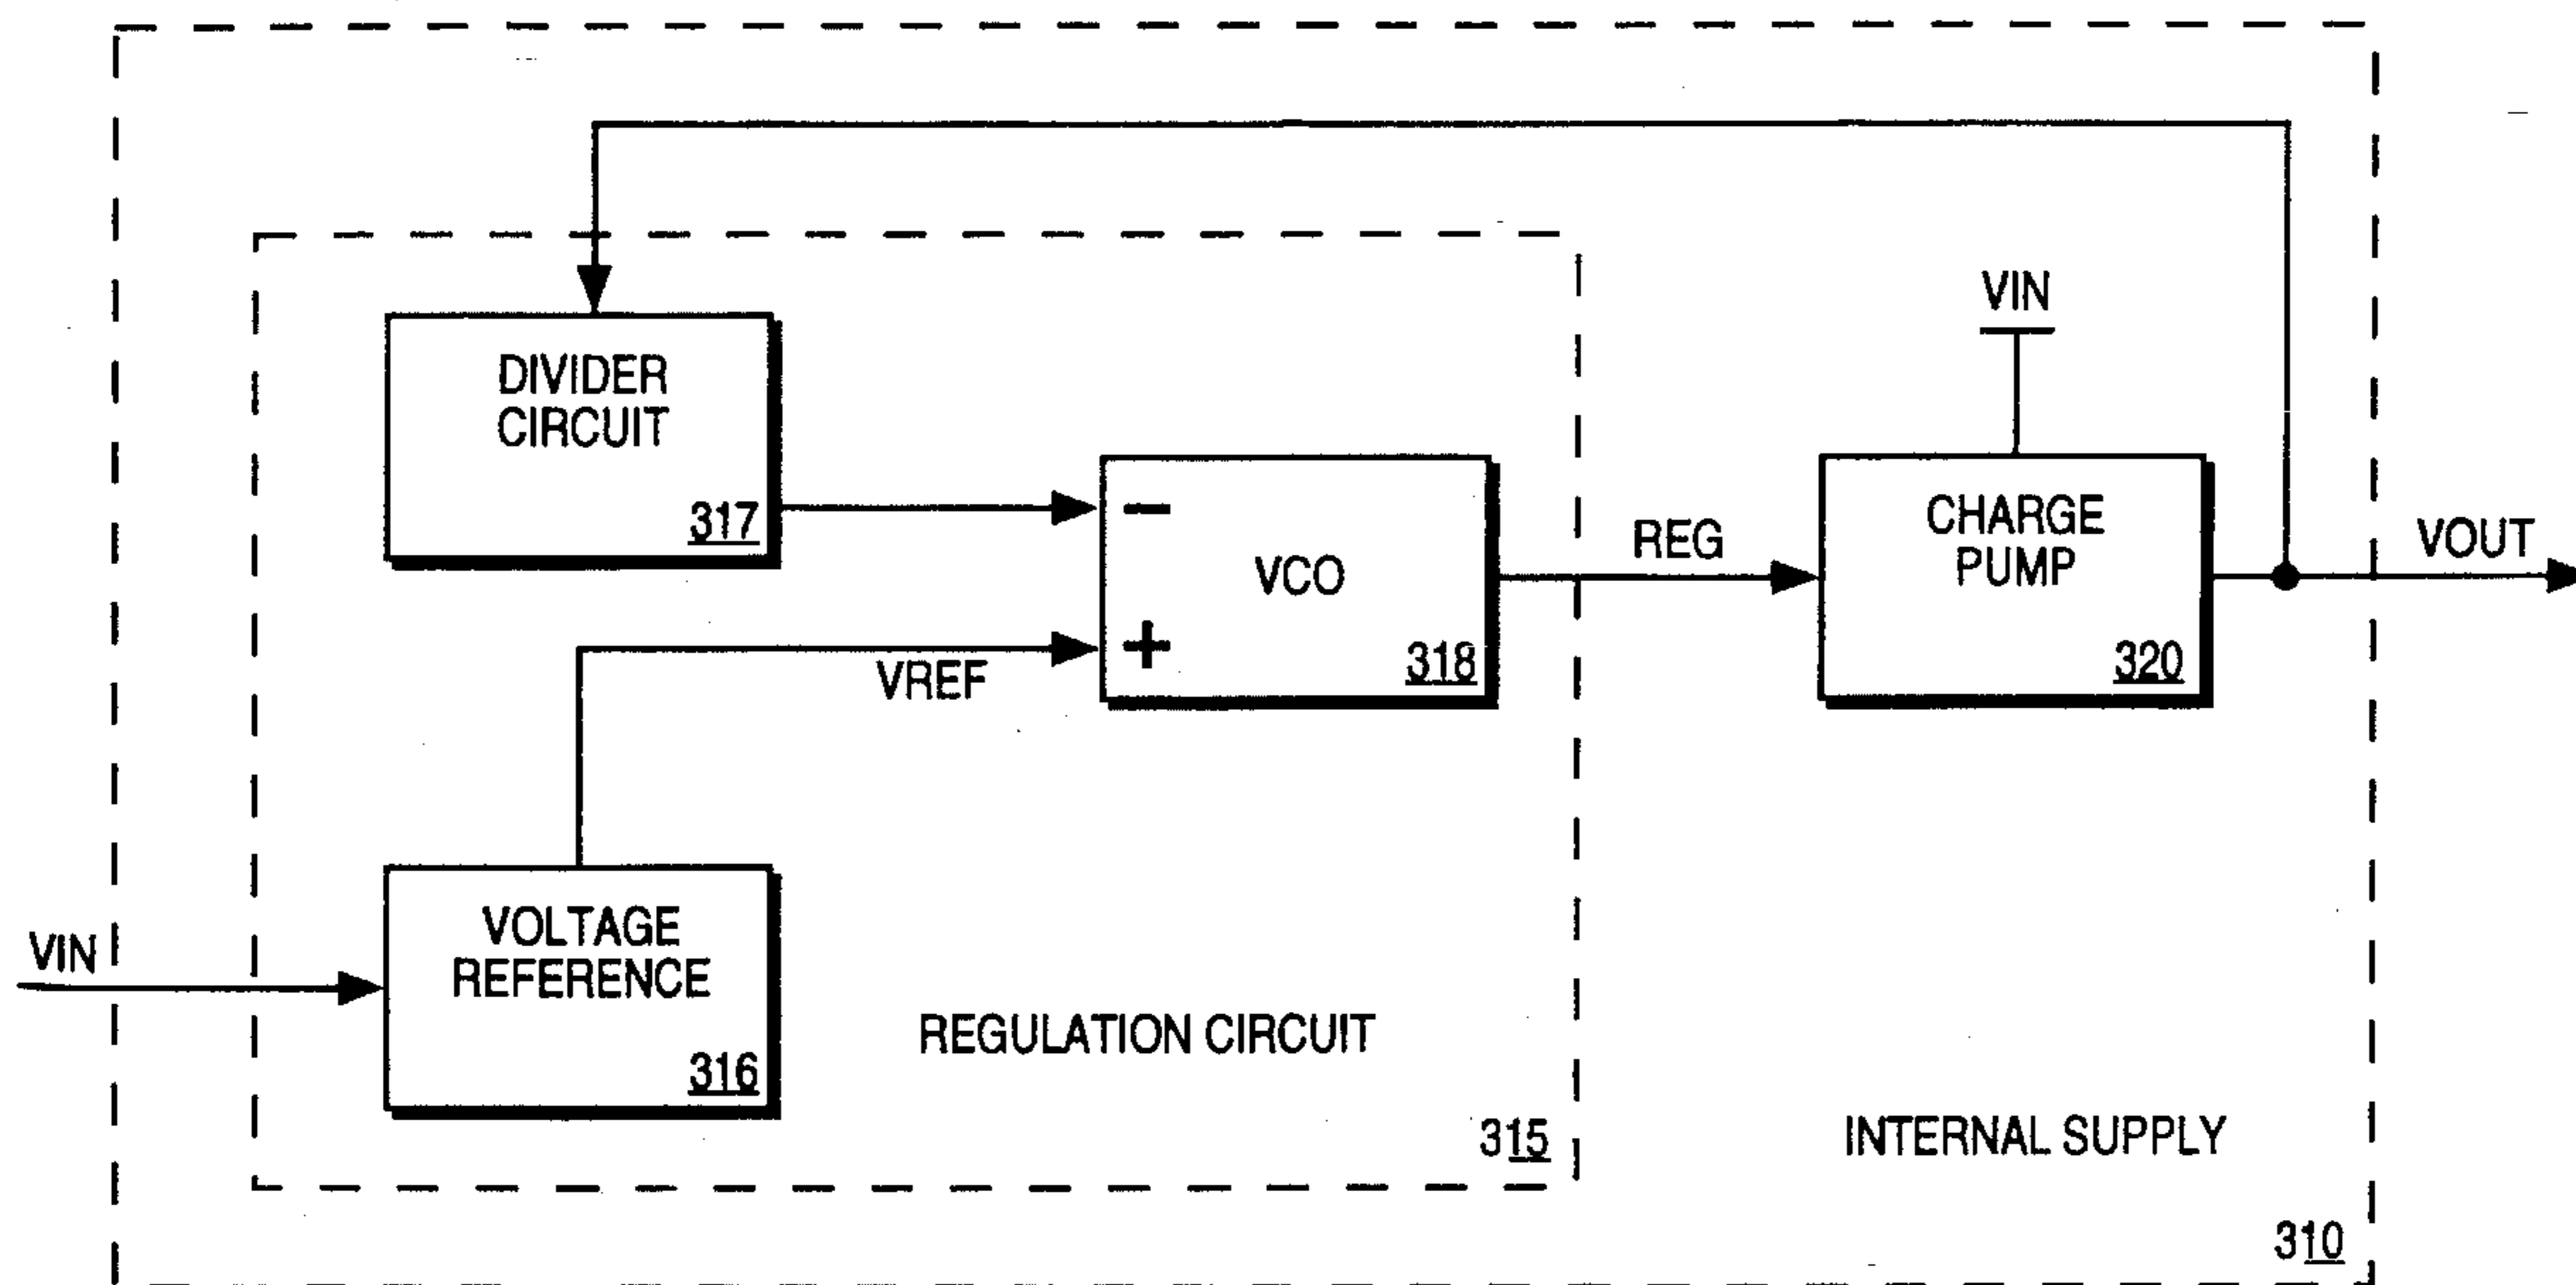 VIN
DIVIDER
CIRCUIT
317
−
VCO
+
318
REG
CHARGE
PUMP
320
VOUT
VREF
VIN
VOLTAGE
REFERENCE
316
REGULATION CIRCUIT
315
INTERNAL SUPPLY
310